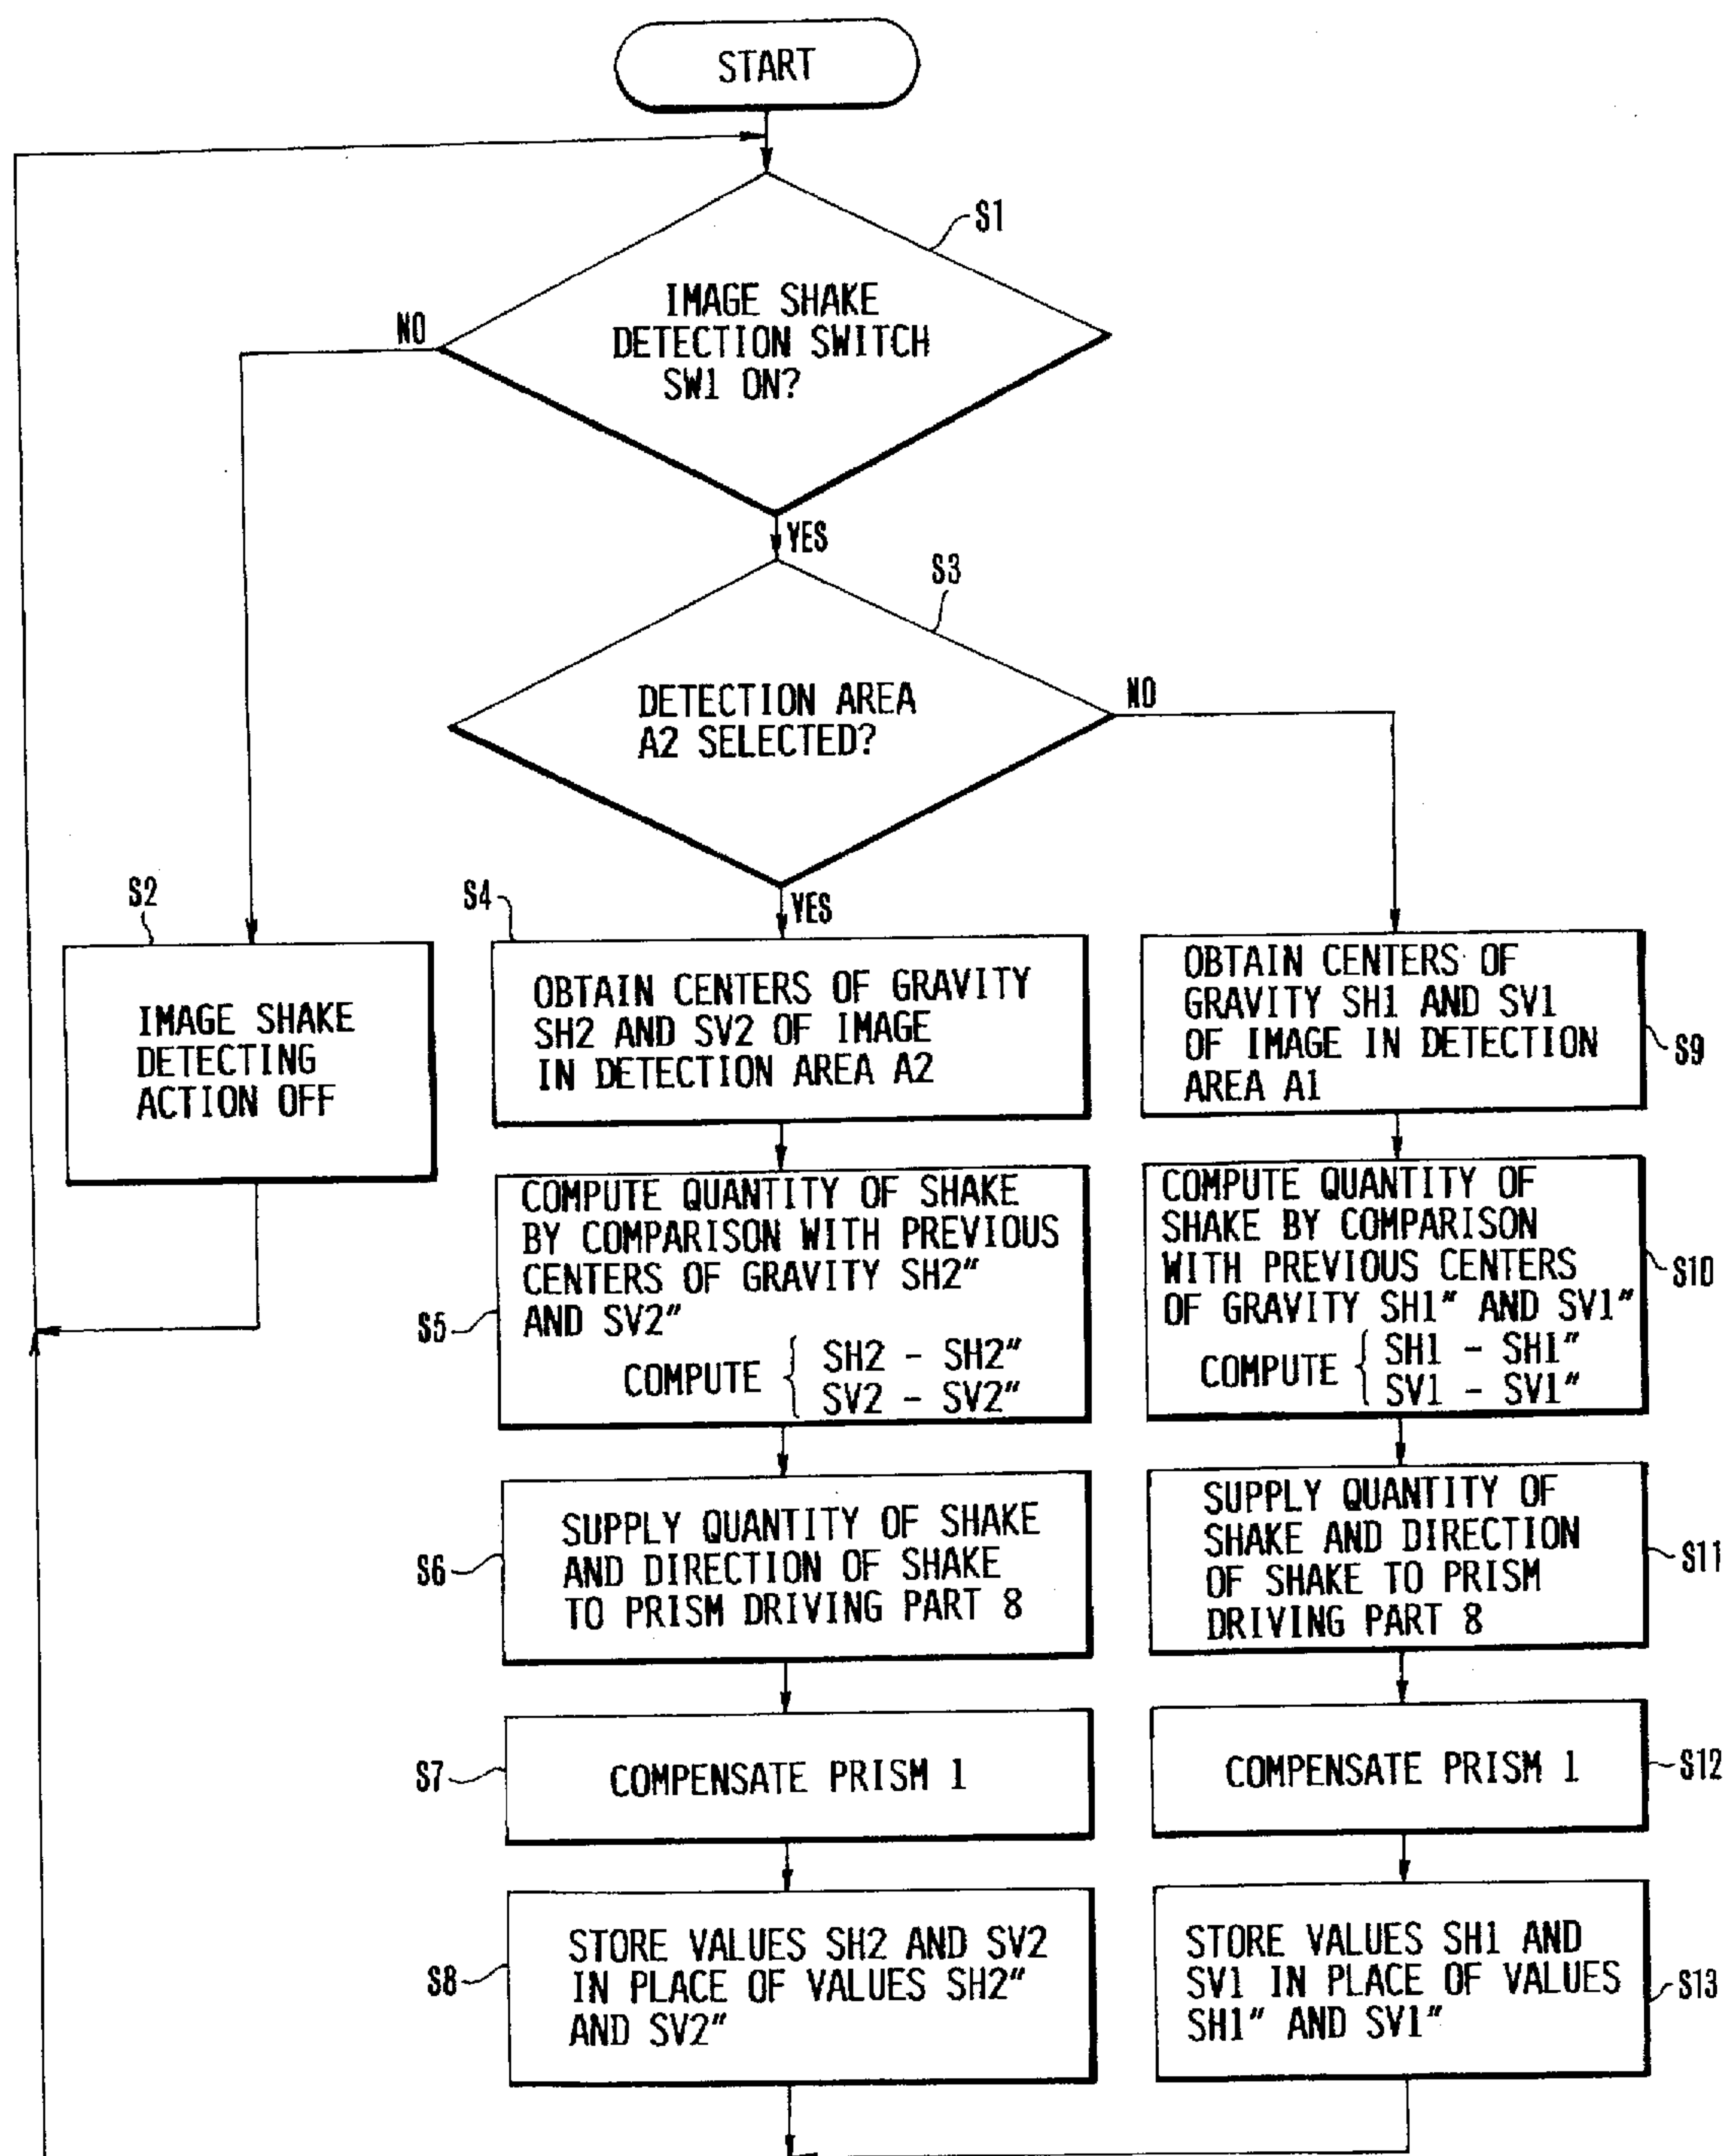 START
S1
IMAGE SHAKE
DETECTION SWITCH
SW1 ON?
NO
YES
S3
DETECTION AREA
A2 SELECTED?
NO
YES
S2
IMAGE SHAKE
DETECTING
ACTION OFF
S4
OBTAIN CENTERS OF GRAVITY
SH2 AND SV2 OF IMAGE
IN DETECTION AREA A2
OBTAIN CENTERS OF
GRAVITY SH1 AND SV1
OF IMAGE IN DETECTION
AREA A1
S9
COMPUTE QUANTITY OF SHAKE
BY COMPARISON WITH PREVIOUS
CENTERS OF GRAVITY SH2"
AND SV2"
COMPUTE { SH2 - SH2"
SV2 - SV2"
S5
COMPUTE QUANTITY OF
SHAKE BY COMPARISON
WITH PREVIOUS CENTERS
OF GRAVITY SH1" AND SV1"
COMPUTE { SH1 - SH1"
SV1 - SV1"
S10
S6
SUPPLY QUANTITY OF SHAKE
AND DIRECTION OF SHAKE
TO PRISM DRIVING PART 8
SUPPLY QUANTITY OF
SHAKE AND DIRECTION
OF SHAKE TO PRISM
DRIVING PART 8
S11
S7
COMPENSATE PRISM 1
COMPENSATE PRISM 1
S12
S8
STORE VALUES SH2 AND SV2
IN PLACE OF VALUES SH2"
AND SV2"
STORE VALUES SH1 AND
SV1 IN PLACE OF VALUES
SH1" AND SV1"
S13